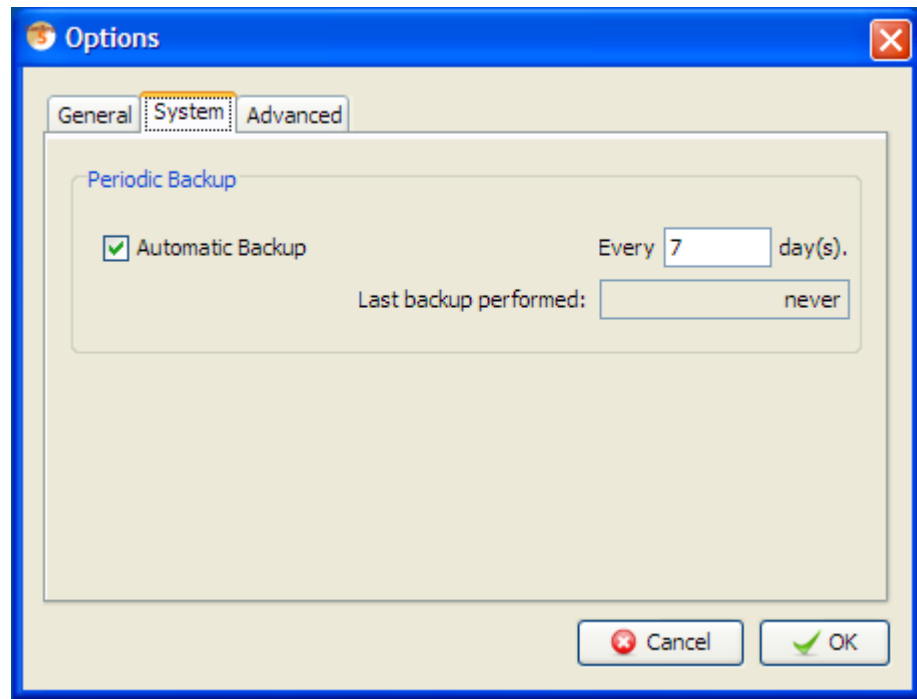 Options
General System Advanced
Periodic Backup
Automatic Backup Every 7 day(s).
Last backup performed: never
Cancel OK